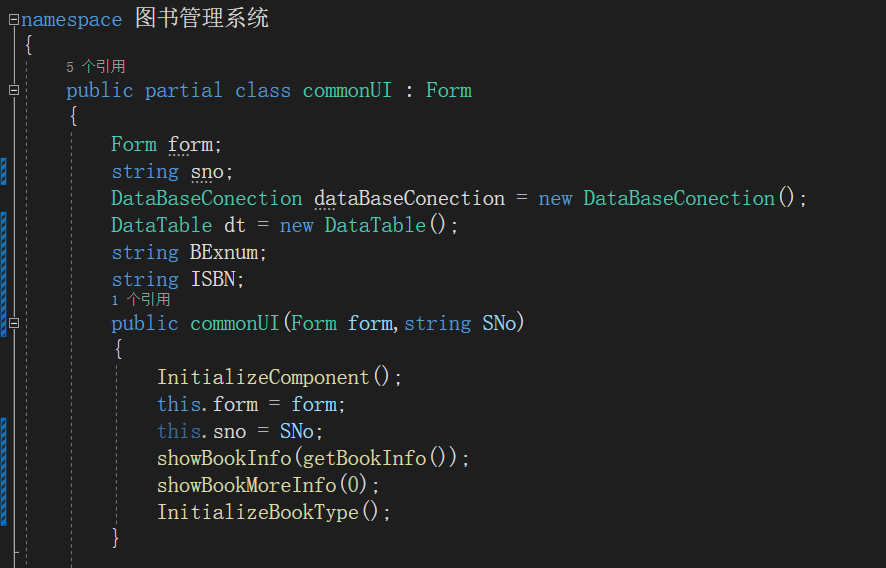 namespace 图书管理系统
{
5 个引用
public partial class commonUI : Form
{
Form form;
string sno;
DataBaseConection dataBaseConection = new DataBaseConection();
DataTable dt = new DataTable();
string BExnum;
string ISBN;
1 个引用
public commonUI(Form form,string SNo)
{
InitializeComponent();
this.form = form;
this.sno = SNo;
showBookInfo(getBookInfo());
showBookMoreInfo(0);
InitializeBookType();
}